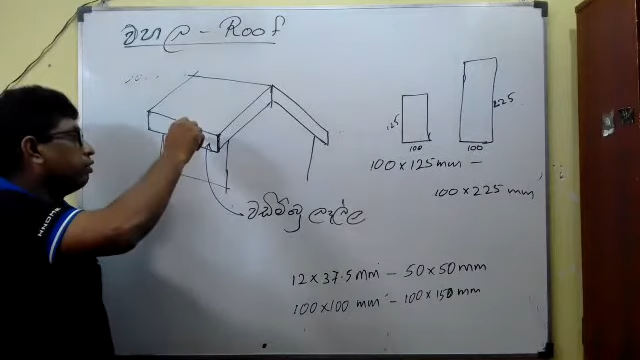 වහල - Roof
225
125
100
100
100 x 125 mm -
100 x 225 mm
12 x 37.5 mm - 50 x 50 mm
100 x 100 mm - 100 x 150 mm